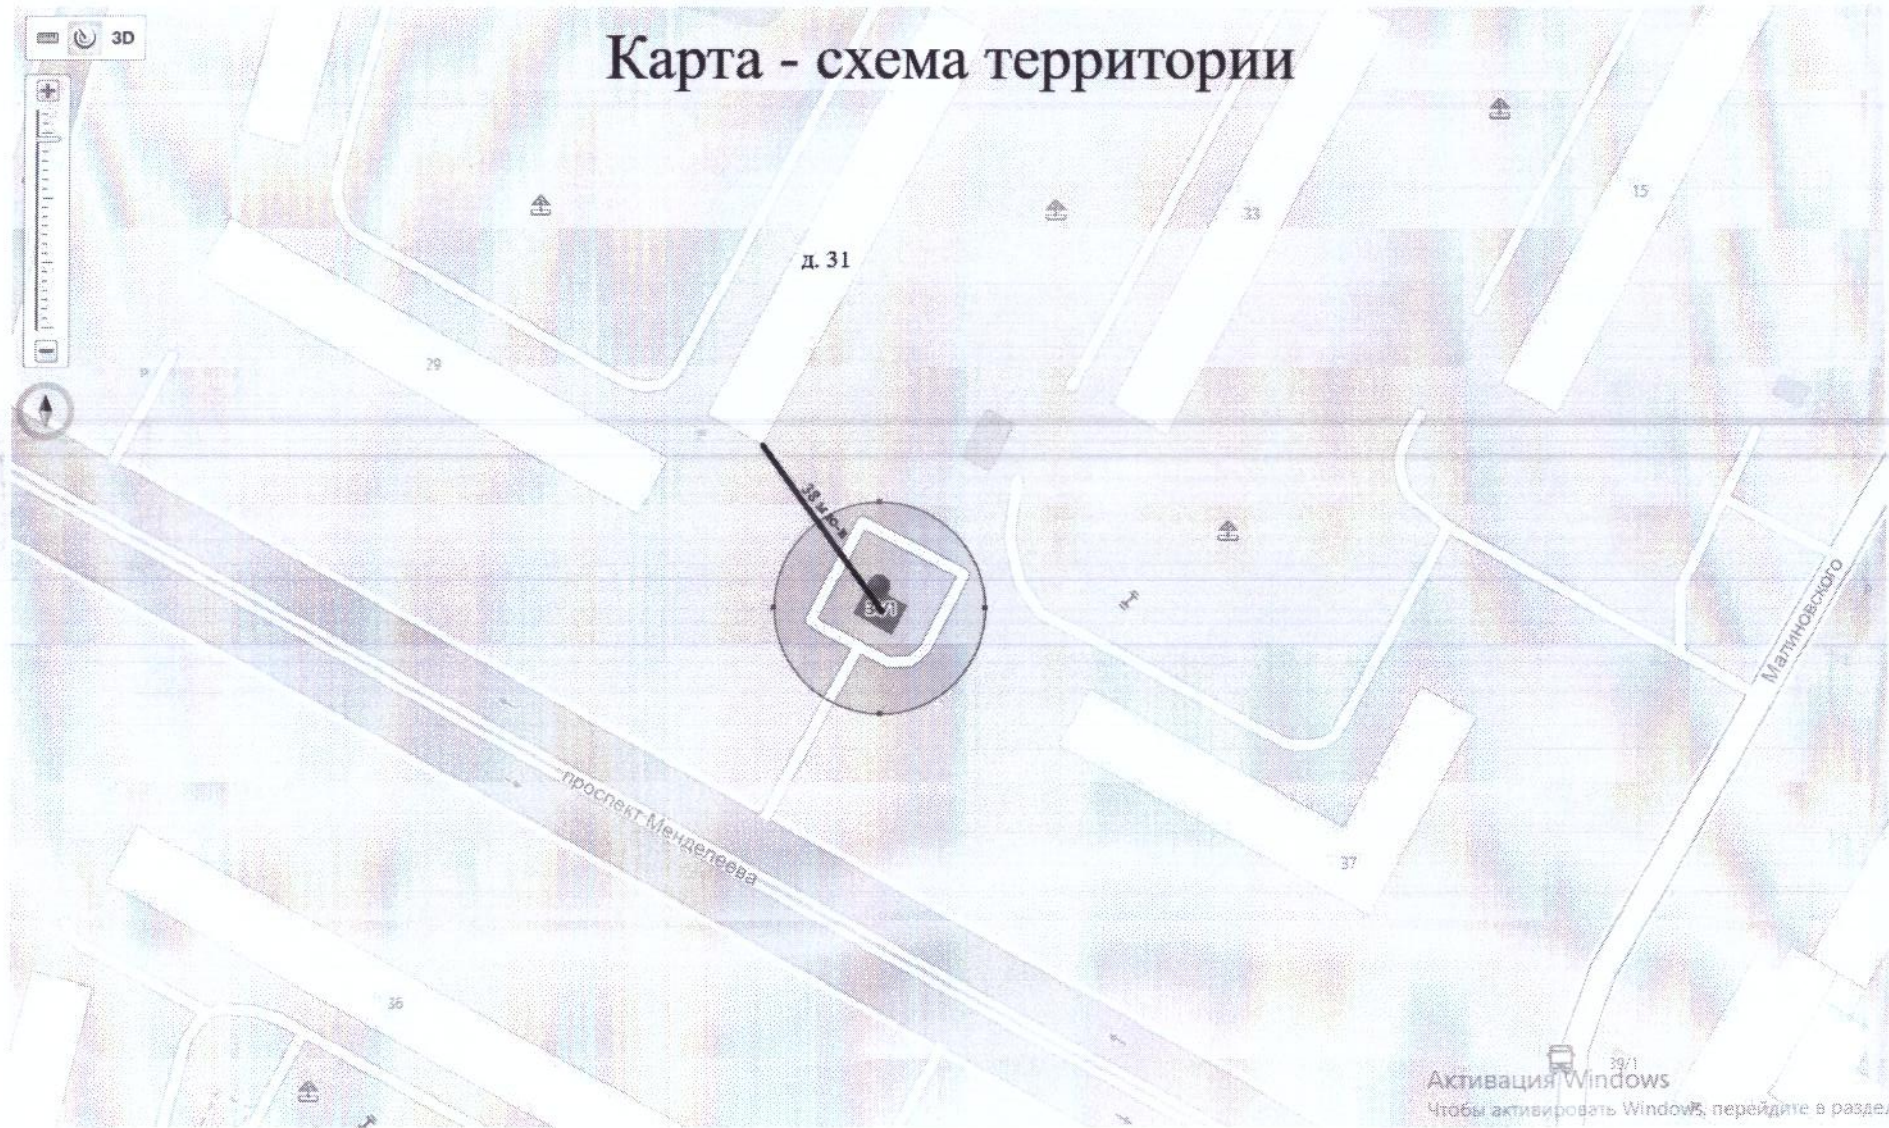 3D
Карта - схема территории
15
33
д. 31
29
P
38 м ю-в
Малиновского
проспект Менделеева
37
36
39/1
Активация Windows
Чтобы активировать Windows, перейдите в раздел